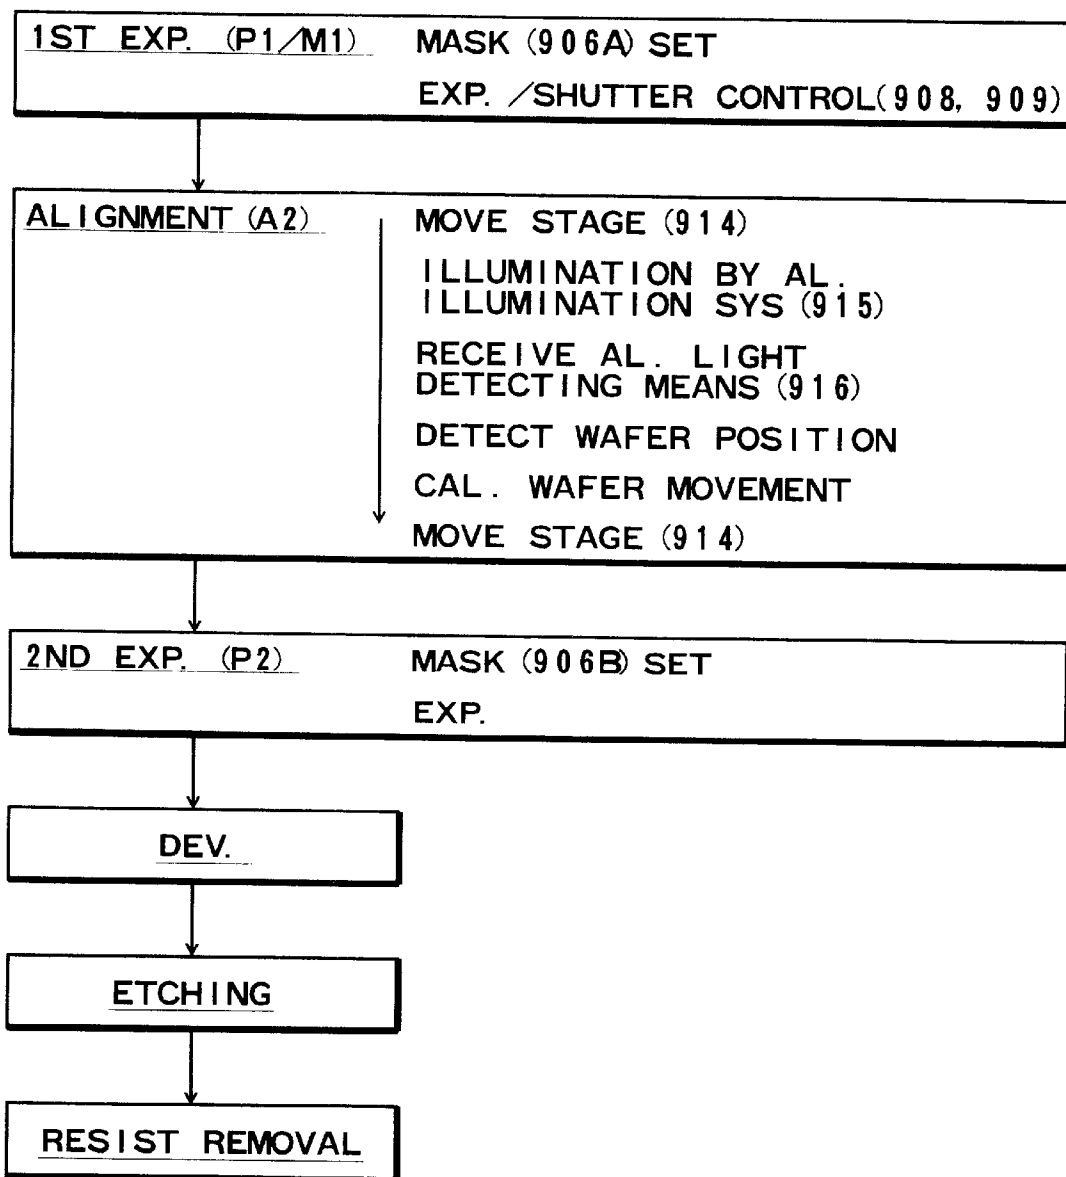 1ST EXP. (P1/M1) MASK (906A) SET
EXP. /SHUTTER CONTROL(908, 909)
ALIGNMENT (A2) MOVE STAGE (914)
ILLUMINATION BY AL.
ILLUMINATION SYS (915)
RECEIVE AL. LIGHT
DETECTING MEANS (916)
DETECT WAFER POSITION
CAL. WAFER MOVEMENT
MOVE STAGE (914)
2ND EXP. (P2) MASK (906B) SET
EXP.
DEV.
ETCHING
RESIST REMOVAL